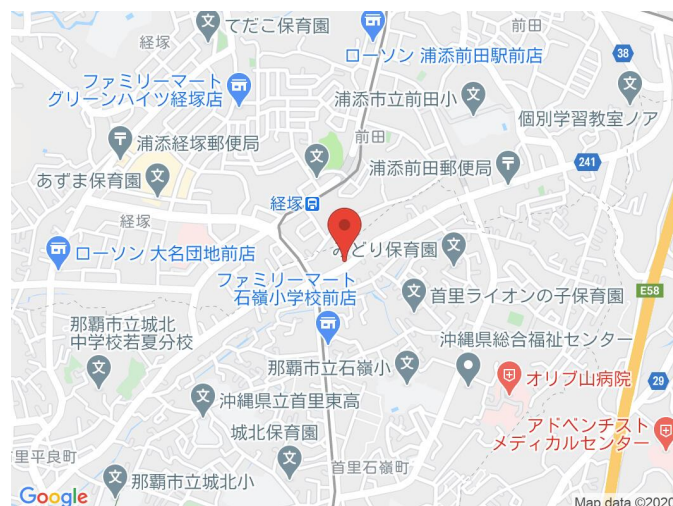 てだこ保育園
前田
経塚
ローソン 浦添前田駅前店
38
ファミリーマート
グリーンハイツ経塚店
浦添市立前田小
個別学習教室ノア
浦添経塚郵便局
前田
浦添前田郵便局
241
あずま保育園
経塚
経塚
みどり保育園
ローソン 大名団地前店
ファミリーマート
石嶺小学校前店
首里ライオンの子保育園
E58
那覇市立城北
中学校若夏分校
沖縄県総合福祉センター
那覇市立石嶺小
オリブ山病院
29
沖縄県立首里東高
アドベンチスト
メディカルセンター
城北保育園
里平良町
首里石嶺町
那覇市立城北小
Google
Map data ©2020